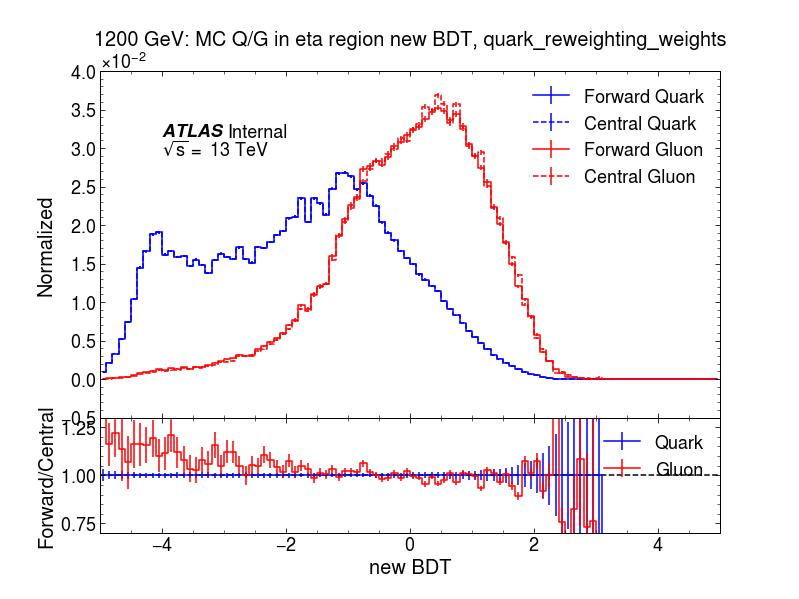 1200 GeV: MC Q/G in eta region new BDT, quark_reweighting_weights
×10⁻²
4.0
3.5
3.0
2.5
2.0
1.5
1.0
0.5
0.0
−0.5
Normalized
ATLAS Internal
√s = 13 TeV
Forward Quark
Central Quark
Forward Gluon
Central Gluon
1.25
1.00
0.75
Forward/Central
Quark
Gluon
−4 −2 0 2 4
new BDT